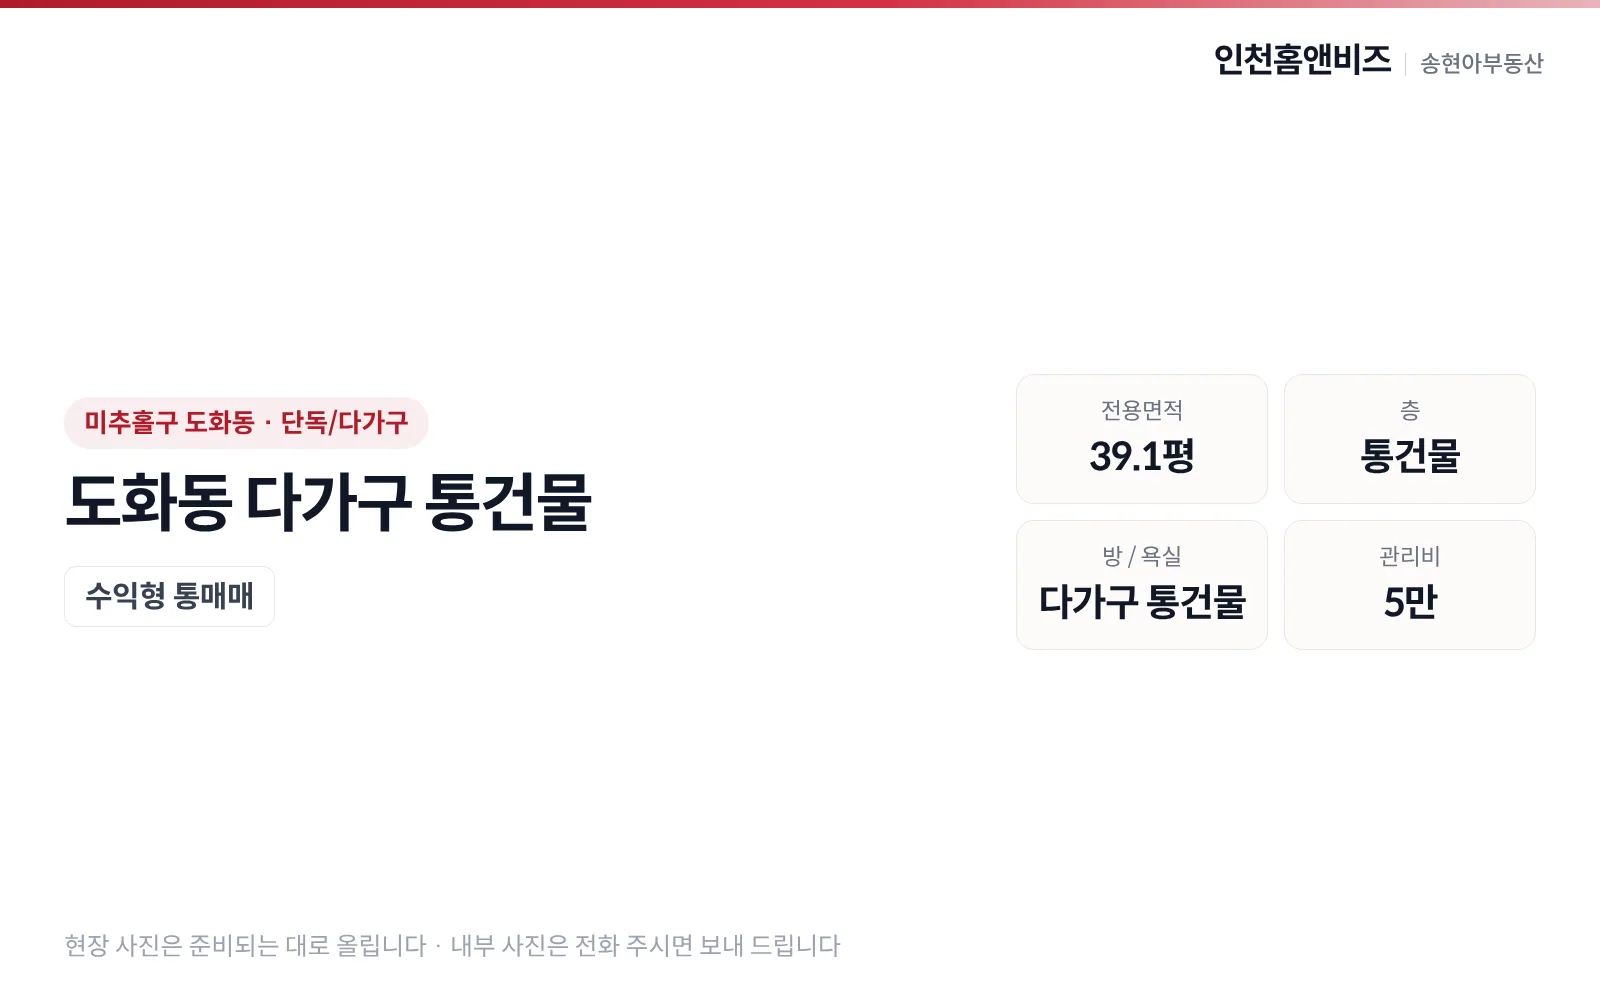 인천홈앤비즈 | 송현아부동산
미추홀구 도화동 · 단독/다가구
도화동 다가구 통건물
수익형 통매매
전용면적
39.1평
층
통건물
방 / 욕실
다가구 통건물
관리비
5만
현장 사진은 준비되는 대로 올립니다 · 내부 사진은 전화 주시면 보내 드립니다